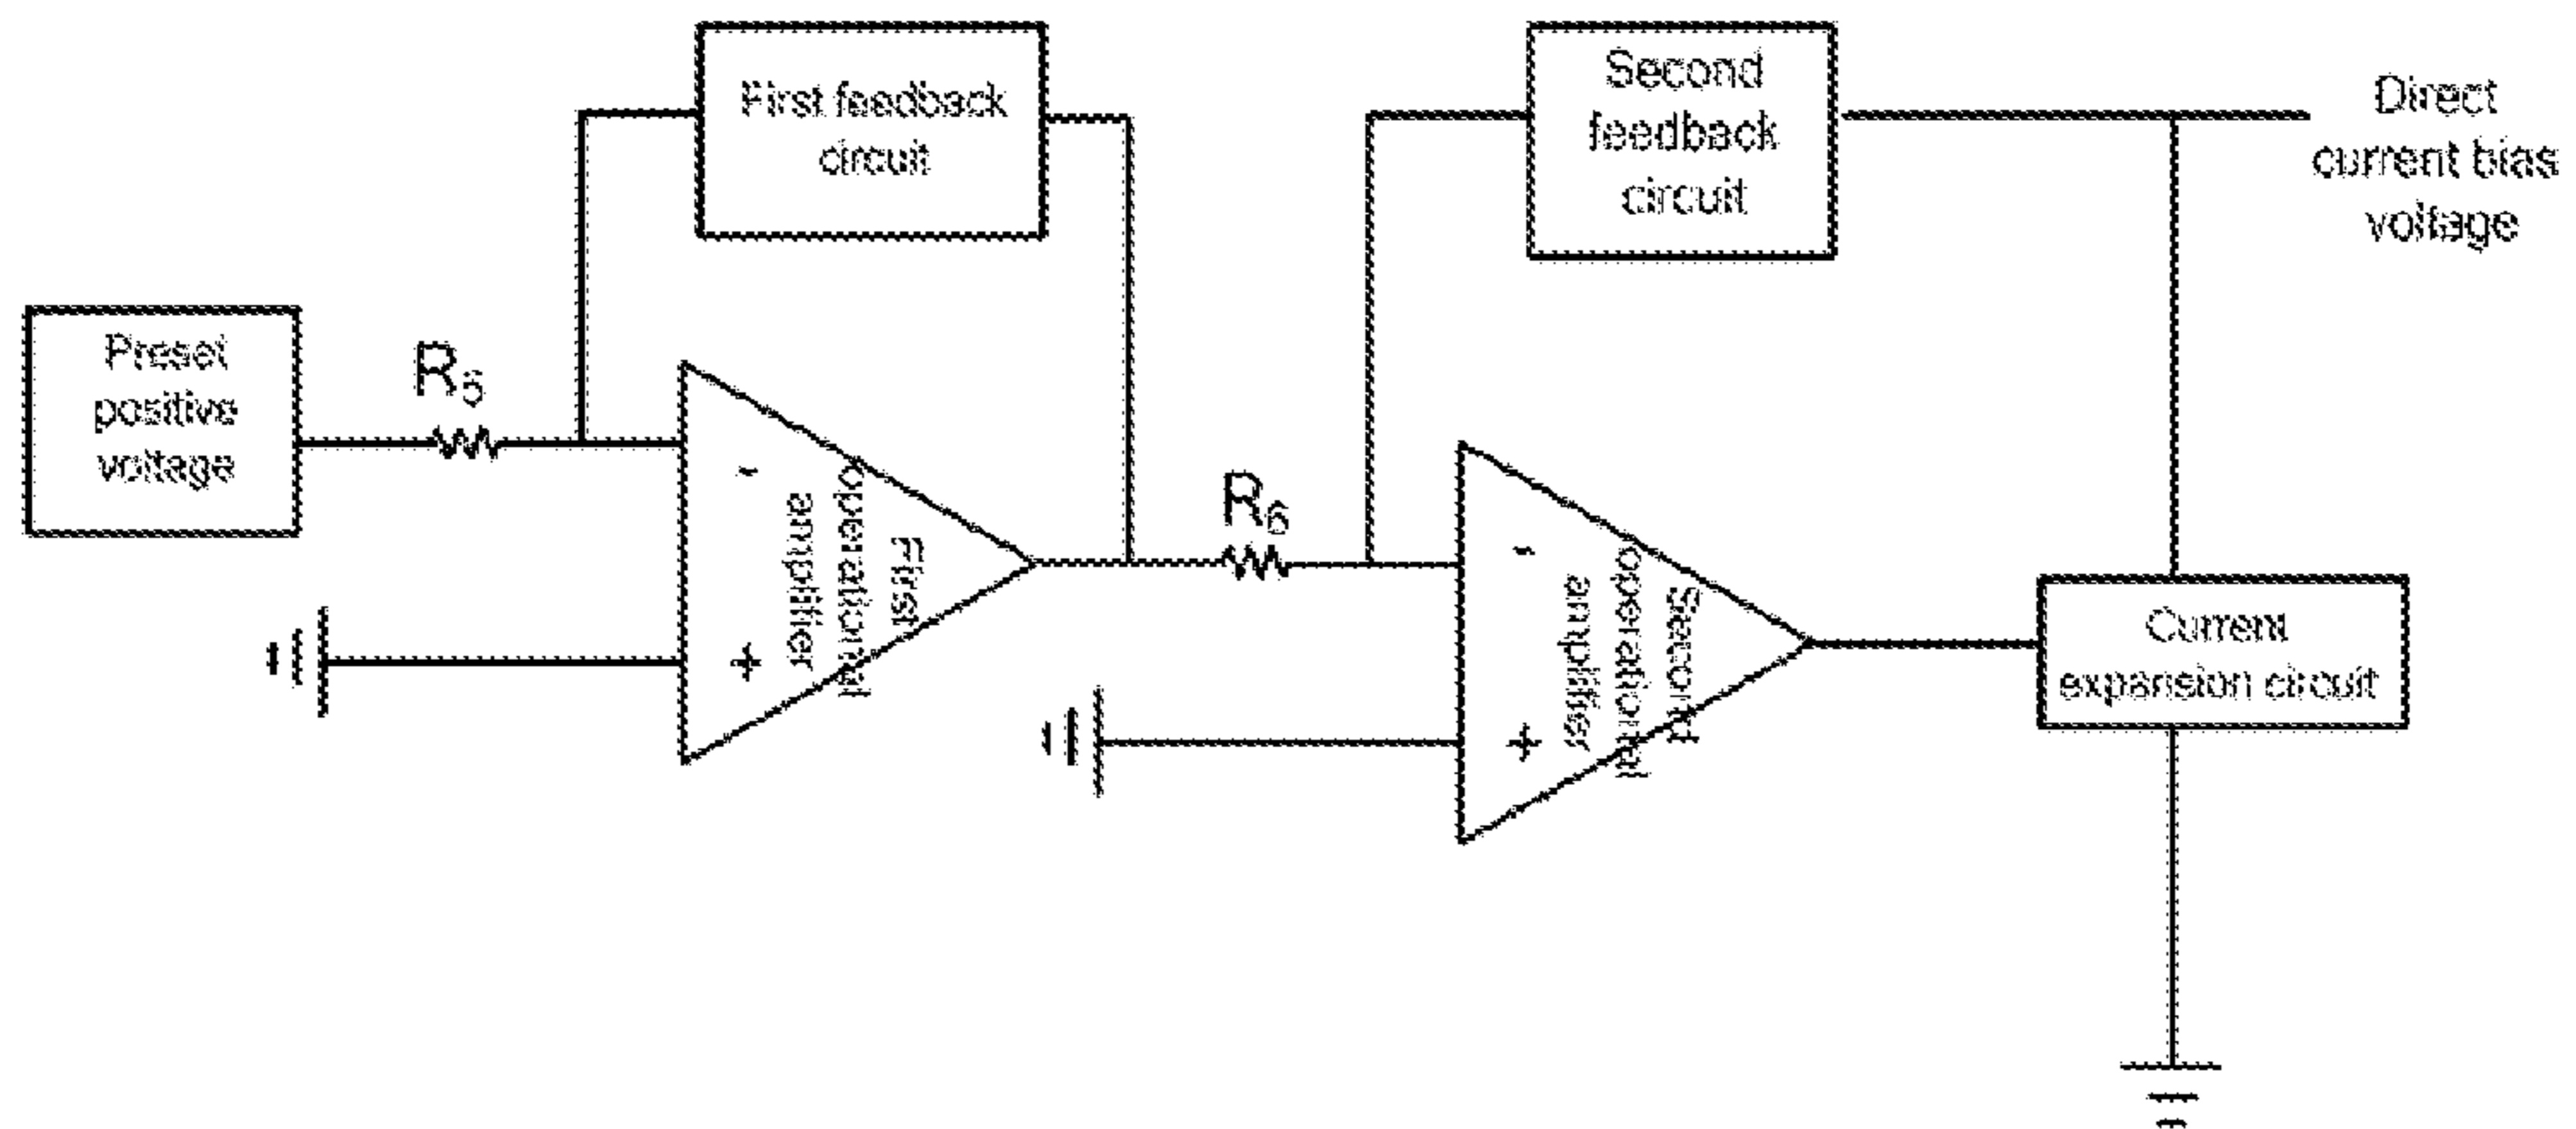 First feedback
circuit
Second
feedback
circuit
Direct
current bias
voltage
Preset
positive
voltage
R5
-
+
First
operational
amplifier
R6
-
+
Second
operational
amplifier
Current
expansion circuit